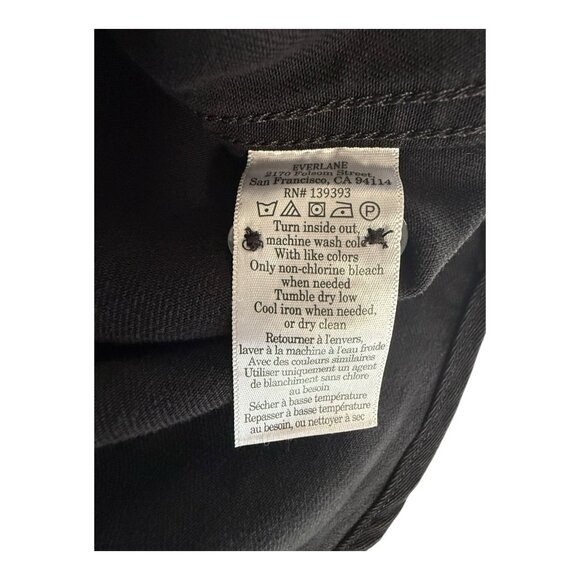 EVERLANE
2170 Folsom Street,
San Francisco, CA 94114
RN# 139393
P
Turn inside out,
machine wash cold
With like colors
Only non-chlorine bleach
when needed
Tumble dry low
Cool iron when needed,
or dry clean
Retourner à l'envers,
laver à la machine à l'eau froide
Avec des couleurs similaires
Utiliser uniquement un agent
de blanchiment sans chlore
au besoin
Sécher à basse température
Repasser à basse température
au besoin, ou nettoyer à sec